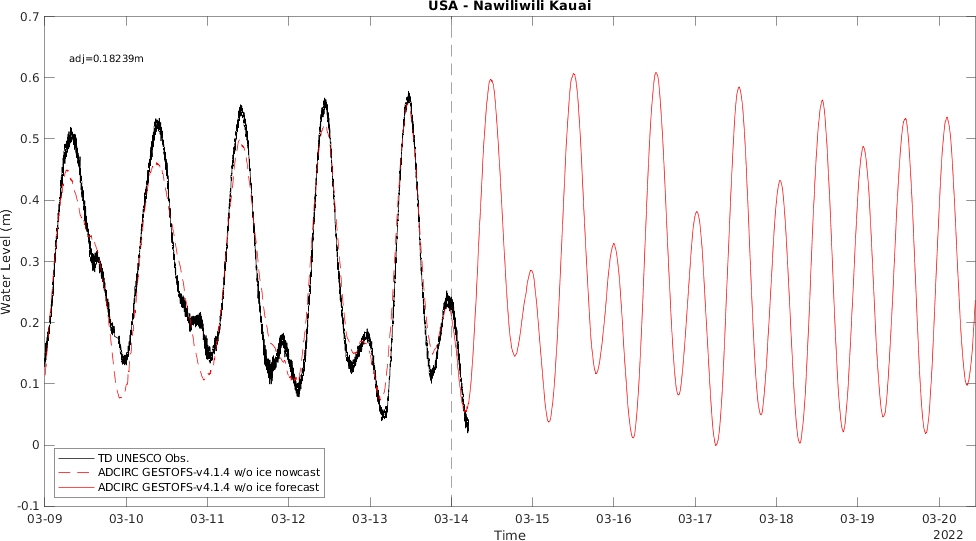 USA - Nawiliwili Kauai
adj=0.18239m
0.7
0.6
0.5
0.4
0.3
0.2
0.1
0
-0.1
Water Level (m)
TD UNESCO Obs.
ADCIRC GESTOFS-v4.1.4 w/o ice nowcast
ADCIRC GESTOFS-v4.1.4 w/o ice forecast
03-09 03-10 03-11 03-12 03-13 03-14 03-15 03-16 03-17 03-18 03-19 03-20
Time
2022